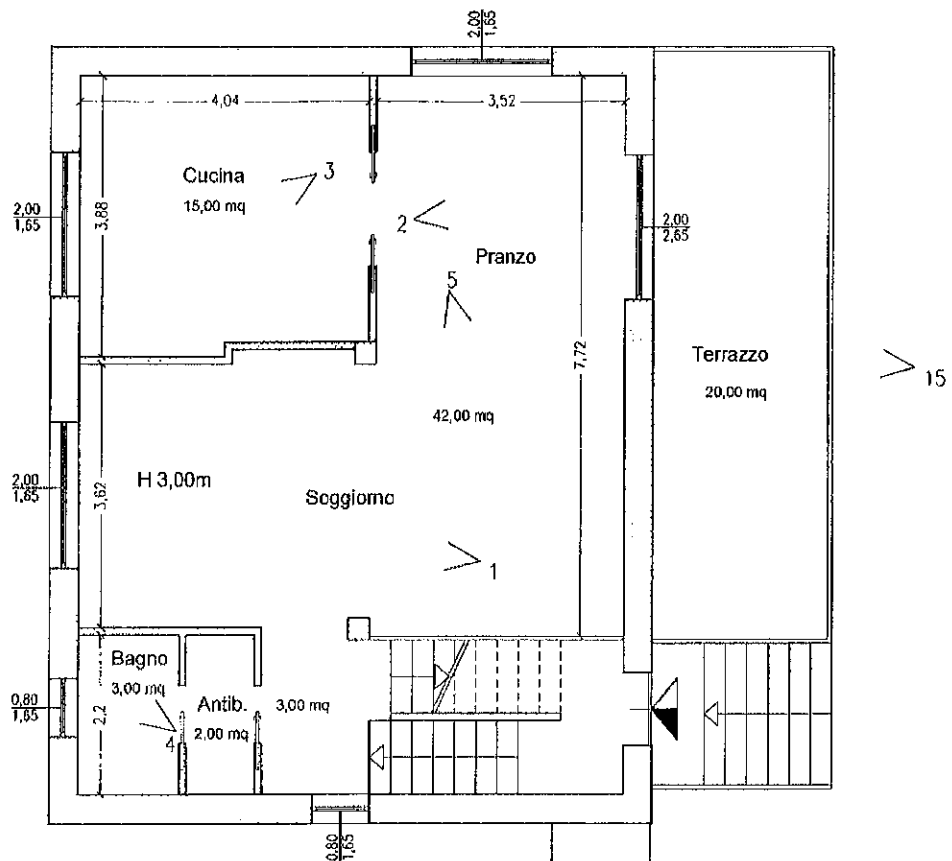 2,00
1,65
4,04
3,52
Cucina
15,00 mq
3
3,88
2,00
1,65
2
Pranzo
2,00
2,65
5
7,72
Terrazzo
20,00 mq
15
42,00 mq
H 3,00m
2,00
1,65
3,62
Soggiorno
1
Bagno
3,00 mq
Antib.
2,00 mq
3,00 mq
0,80
1,65
2,2
4
0,80
1,65